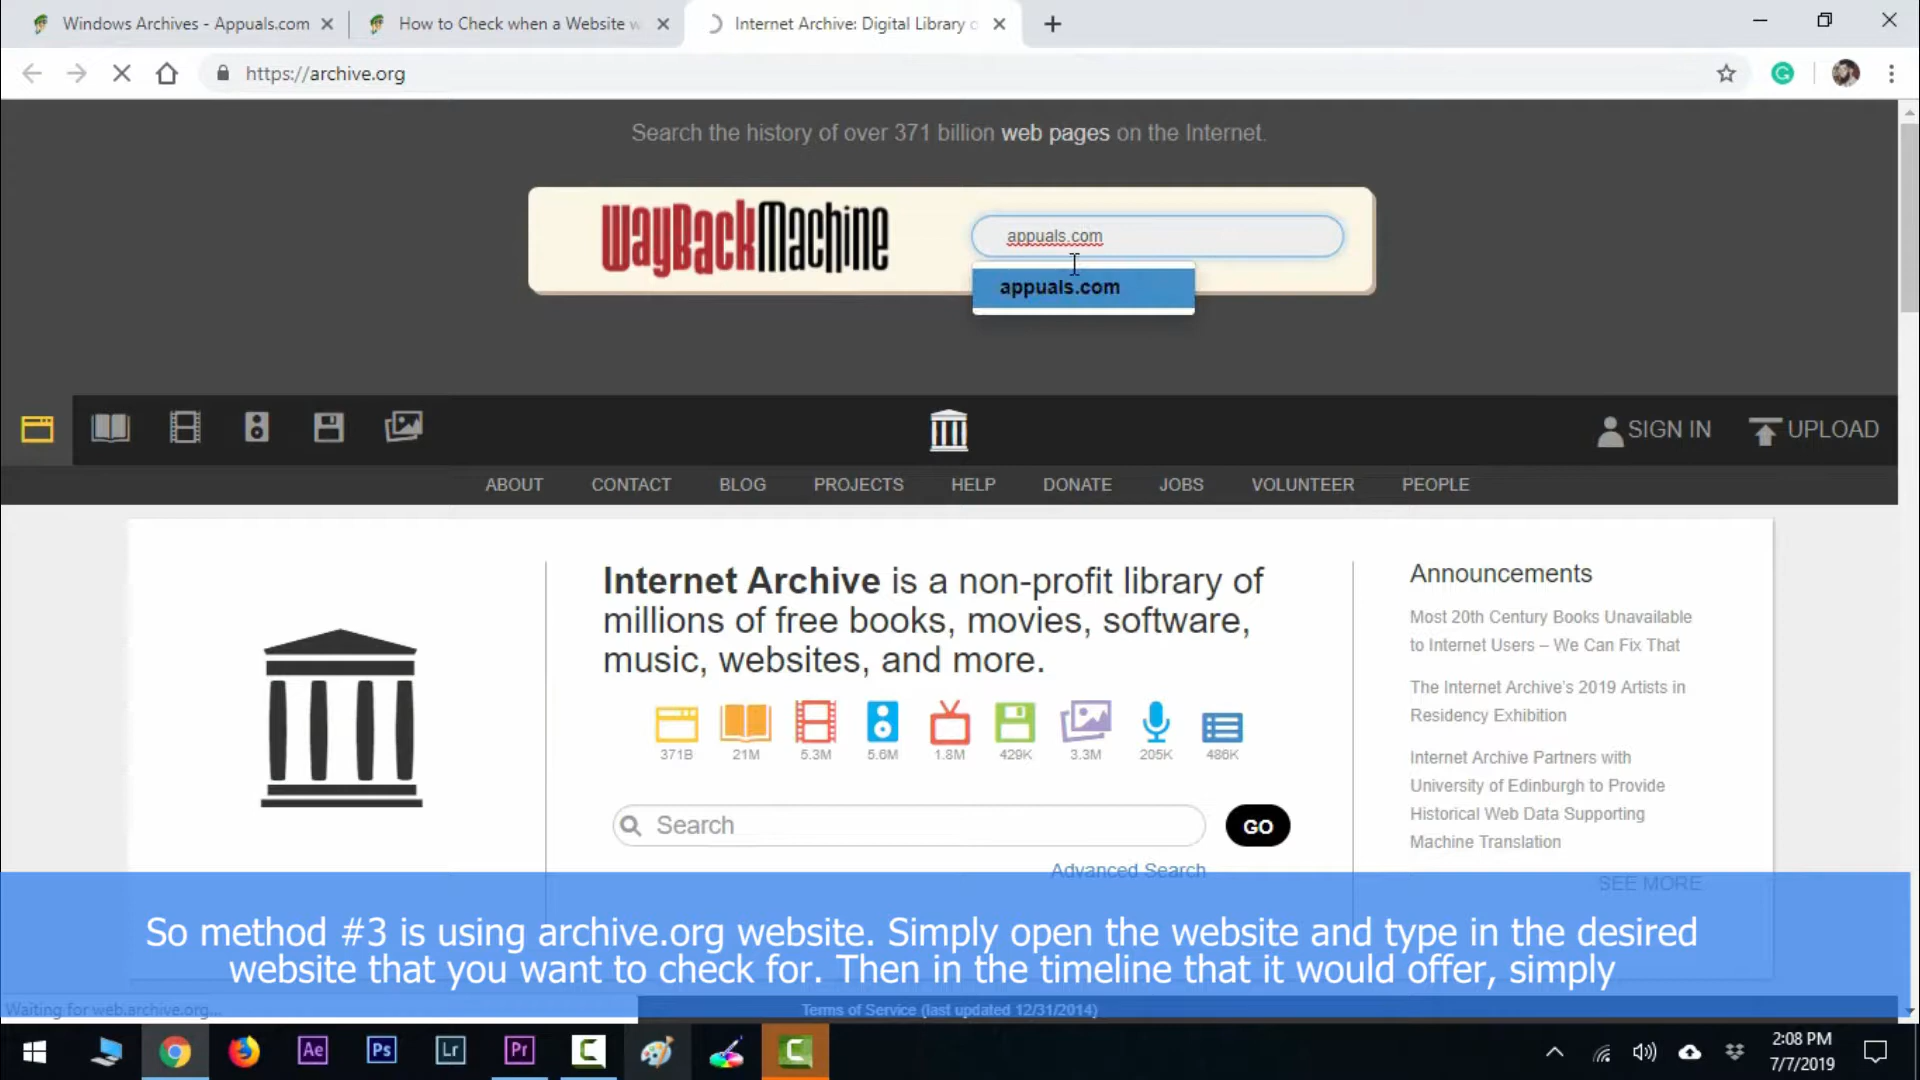 Windows Archives - Appuals.com
How to Check when a Website w
Internet Archive: Digital Library o
https://archive.org
Search the history of over 371 billion web pages on the Internet.
WayBackMachine
appuals.com
appuals.com
SIGN IN
UPLOAD
ABOUT
CONTACT
BLOG
PROJECTS
HELP
DONATE
JOBS
VOLUNTEER
PEOPLE
Internet Archive is a non-profit library of
millions of free books, movies, software,
music, websites, and more.
371B
21M
5.3M
5.6M
1.8M
429K
3.3M
205K
486K
Search
GO
Advanced Search
Announcements
Most 20th Century Books Unavailable
to Internet Users – We Can Fix That
The Internet Archive's 2019 Artists in
Residency Exhibition
Internet Archive Partners with
University of Edinburgh to Provide
Historical Web Data Supporting
Machine Translation
SEE MORE
So method #3 is using archive.org website. Simply open the website and type in the desired
website that you want to check for. Then in the timeline that it would offer, simply
Waiting for web.archive.org...
Terms of Service (last updated 12/31/2014)
Ae
Ps
Lr
Pr
2:08 PM
7/7/2019